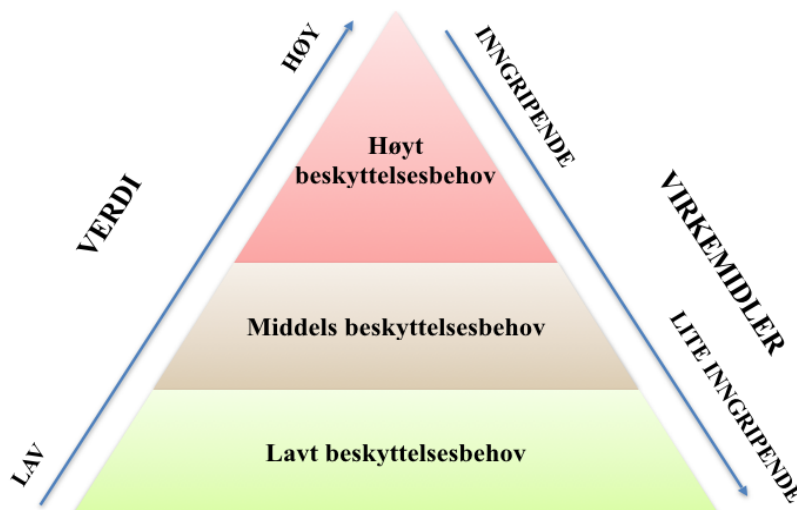 HØY
INNGRIPENDE
Høyt
beskyttelsesbehov
VERDI
VIRKEMIDLER
Middels beskyttelsesbehov
LAV
Lavt beskyttelsesbehov
LITE INNGRIPENDE